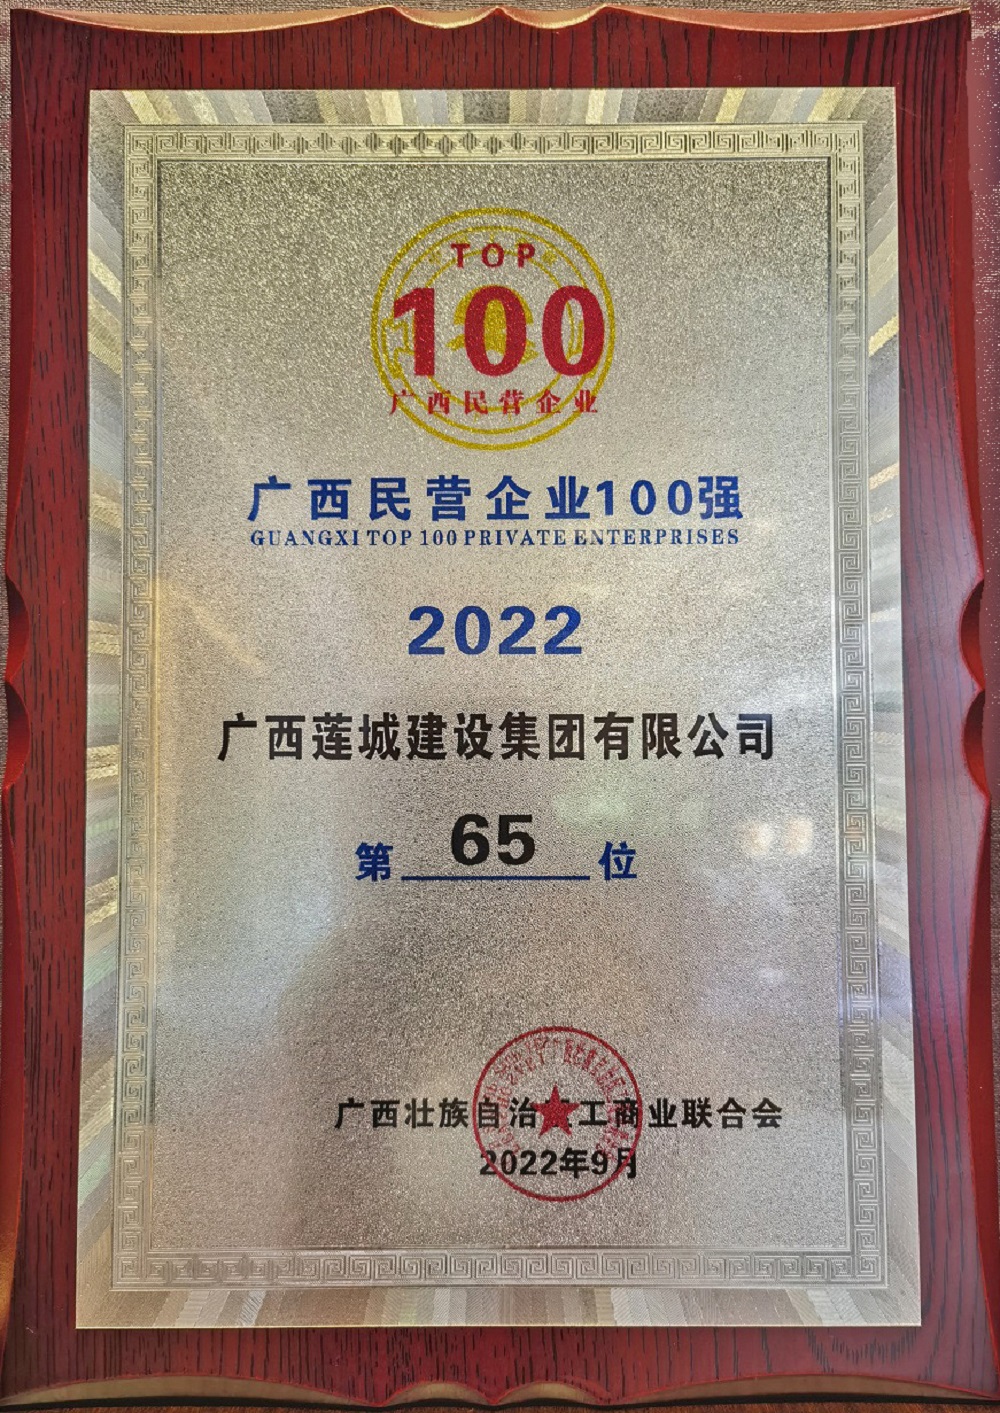 TOP
100
广西民营企业
广西民营企业100强
GUANGXI TOP 100 PRIVATE ENTERPRISES
2022
广西莲城建设集团有限公司
第 65 位
广西壮族自治区工商业联合会
2022年9月